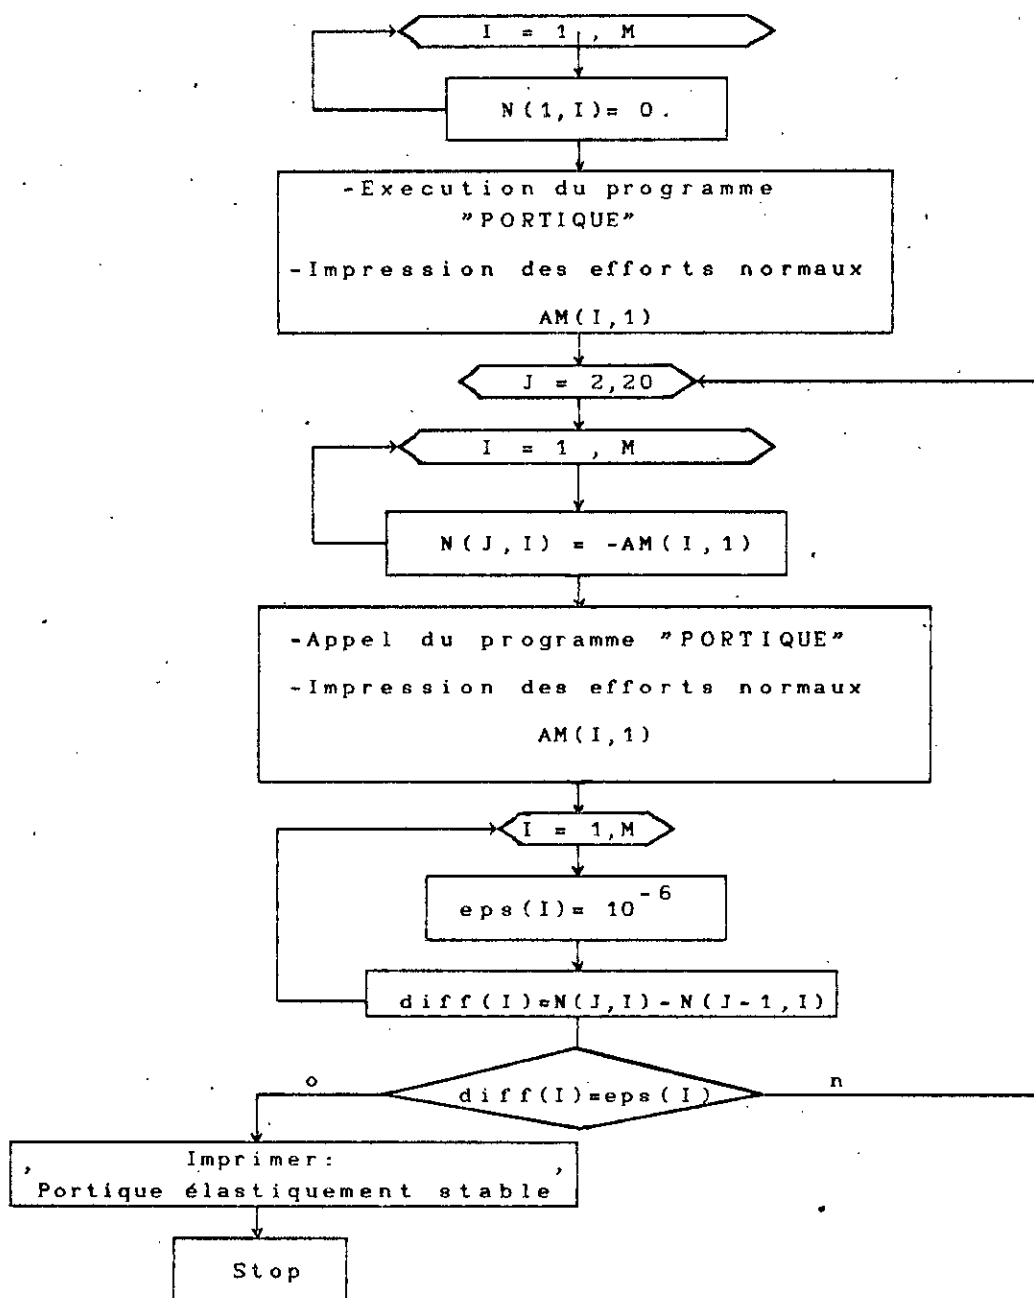 I = 1 , M
N(1,I)= 0.
-Execution du programme
"PORTIQUE"
-Impression des efforts normaux
AM(I,1)
J = 2,20
I = 1 , M
N(J,I) = -AM(I,1)
-Appel du programme "PORTIQUE"
-Impression des efforts normaux
AM(I,1)
I = 1,M
eps(I)= 10⁻⁶
diff(I)=N(J,I)-N(J-1,I)
o
n
diff(I)=eps(I)
Imprimer:
' Portique élastiquement stable '
Stop